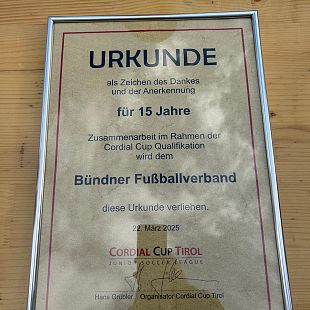 URKUNDE
als Zeichen des Dankes
und der Anerkennung
für 15 Jahre
Zusammenarbeit im Rahmen der
Cordial Cup Qualifikation
wird dem
Bündner Fußballverband
diese Urkunde verliehen.
22. März 2025
CORDIAL CUP TIROL
JUNIOR SOCCER LEAGUE
Hans Grübler Organisator Cordial Cup Tirol